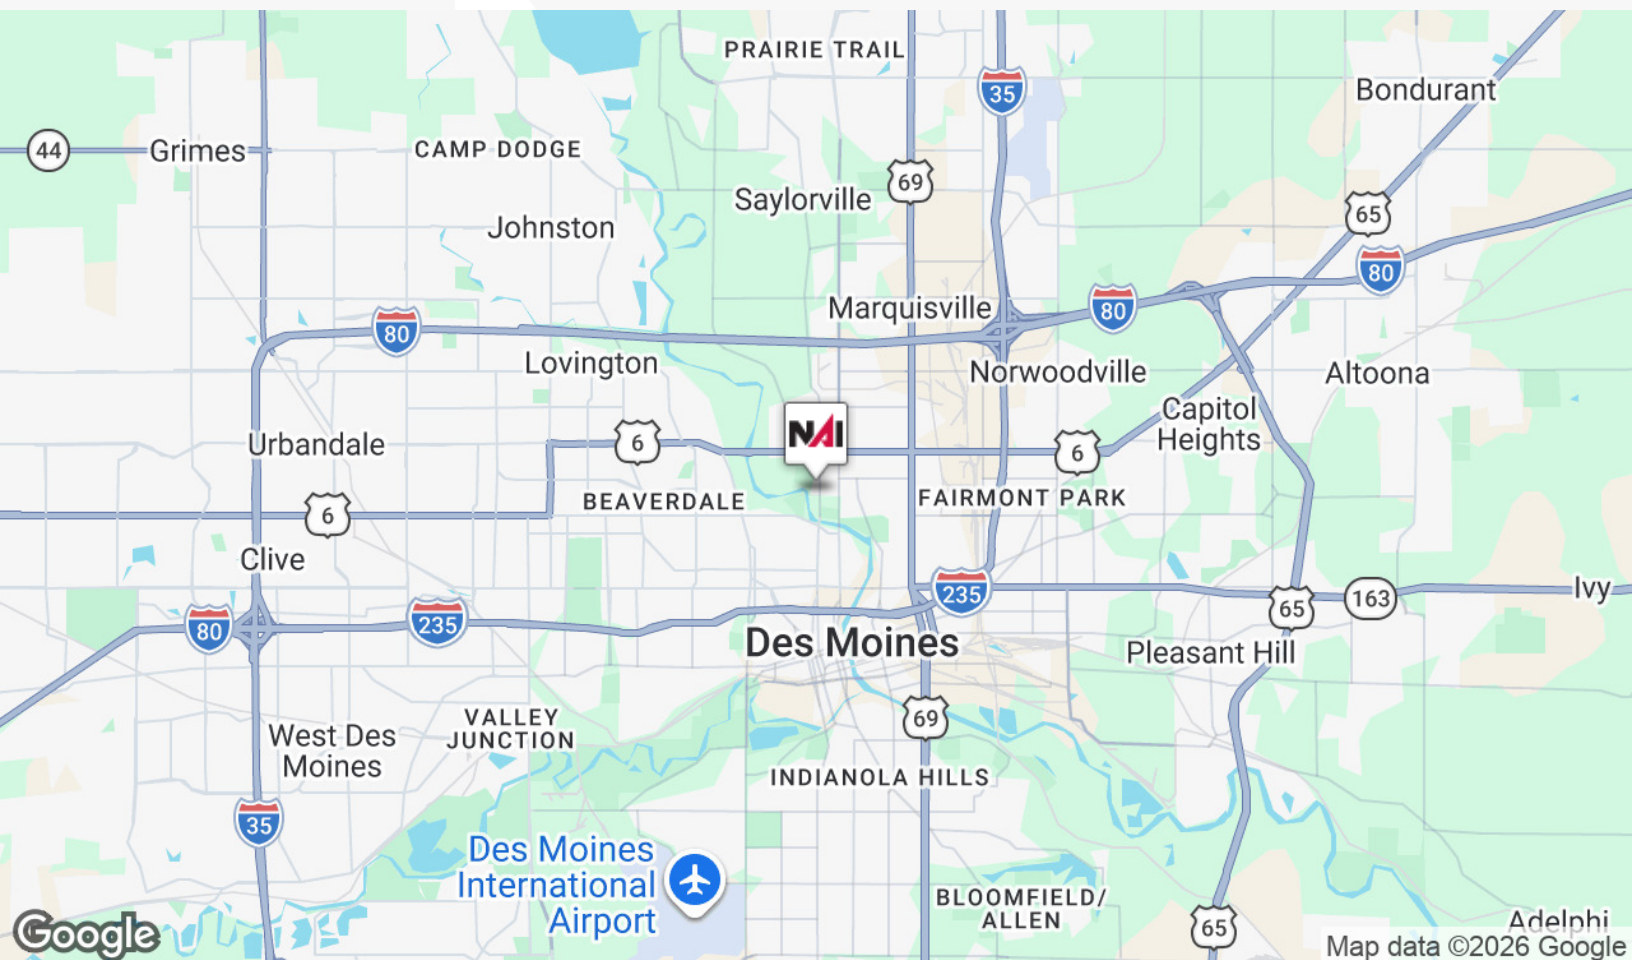 PRAIRIE TRAIL
35
Bondurant
44
Grimes
CAMP DODGE
69
Saylorville
65
Johnston
80
Marquisville
80
80
Lovington
Norwoodville
Altoona
Capitol
Heights
NAI
6
6
Urbandale
BEAVERDALE
FAIRMONT PARK
6
Clive
235
Ivy
65
163
80
235
Des Moines
Pleasant Hill
69
VALLEY
JUNCTION
West Des
Moines
INDIANOLA HILLS
35
Des Moines
International
Airport
BLOOMFIELD/
ALLEN
65
Adelphi
Google
Map data ©2026 Google